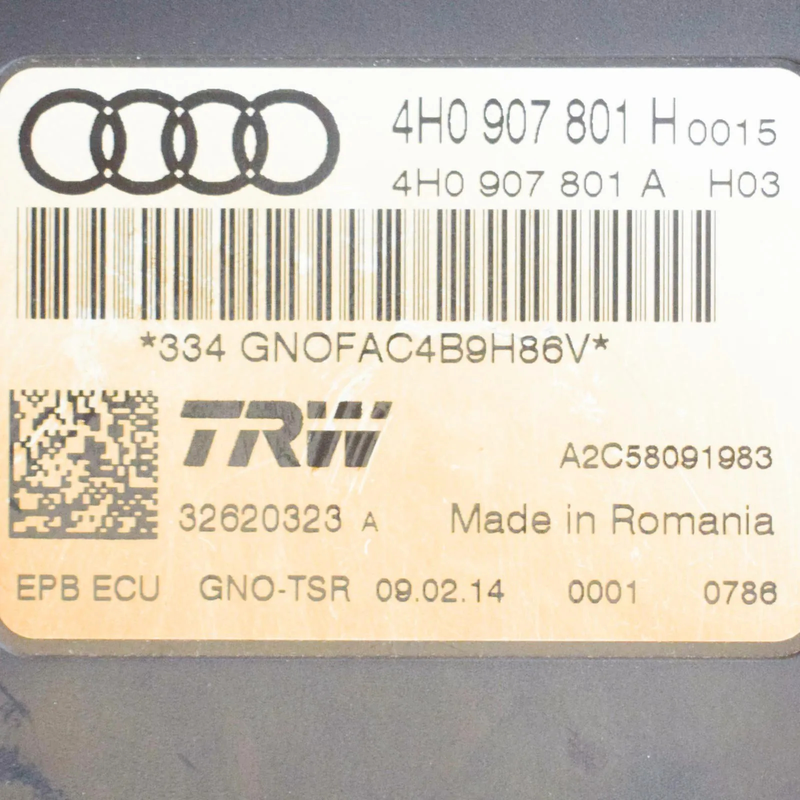 4H0 907 801 H 0015
4H0 907 801 A H03
*334 GNOFAC4B9H86V*
TRW
A2C58091983
32620323 A Made in Romania
EPB ECU GNO-TSR 09.02.14 0001 0786